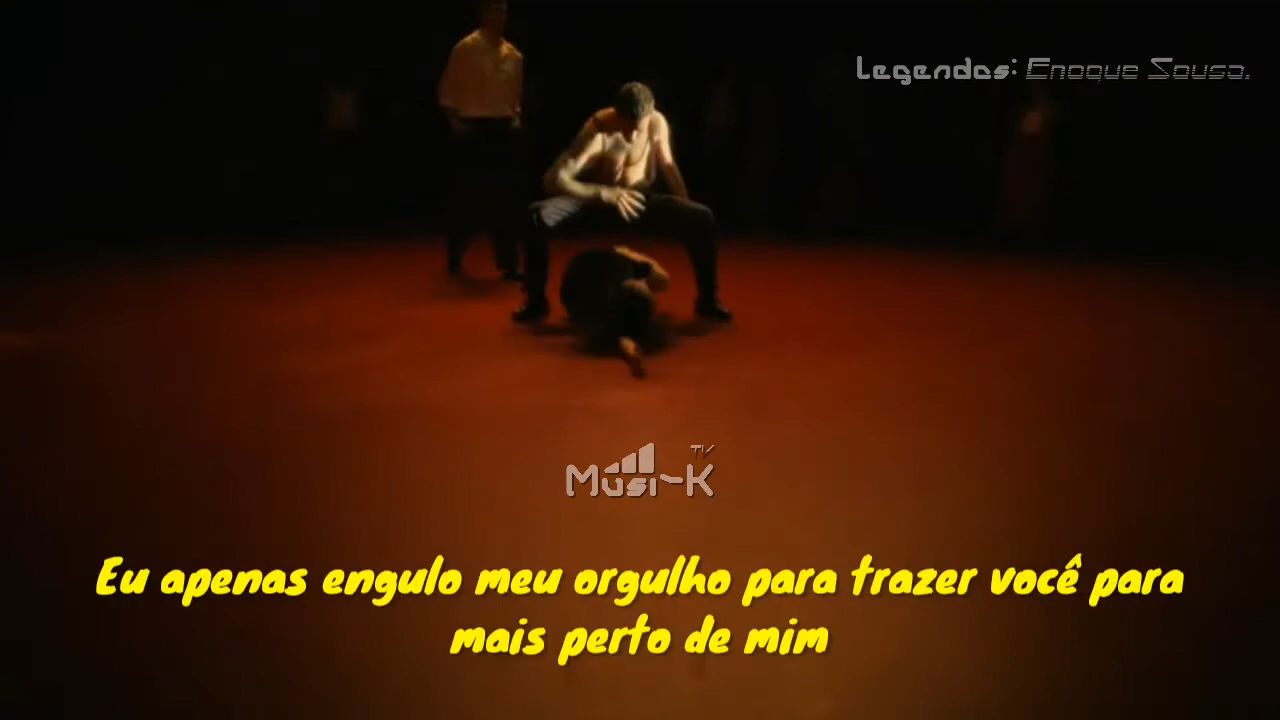 Legendas: Enoque Sousa.
Musi-K TV
Eu apenas engulo meu orgulho para trazer você para
mais perto de mim